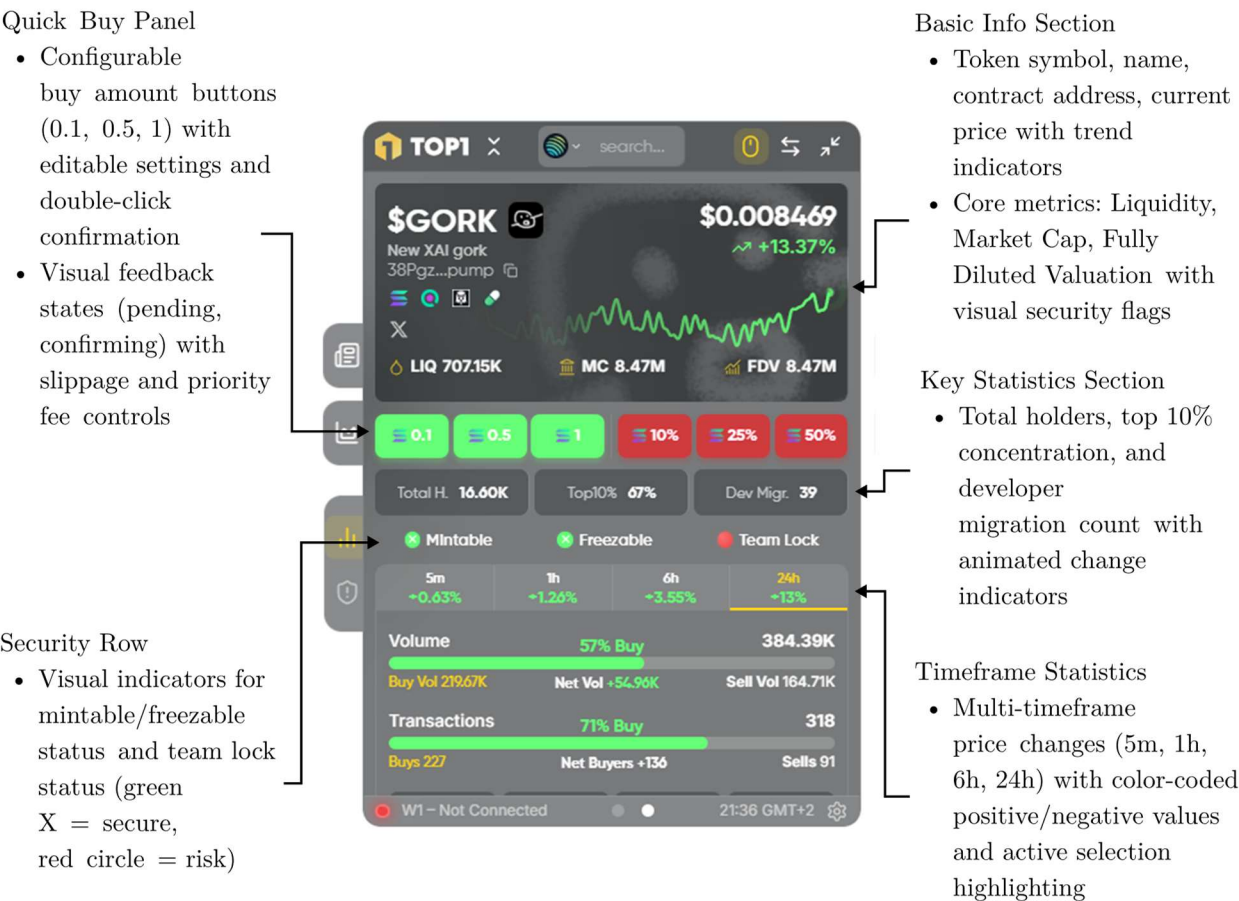 Quick Buy Panel
• Configurable
buy amount buttons
(0.1, 0.5, 1) with
editable settings and
double-click
confirmation
• Visual feedback
states (pending,
confirming) with
slippage and priority
fee controls
Security Row
• Visual indicators for
mintable/freezable
status and team lock
status (green
X = secure,
red circle = risk)
TOP1 search...
$GORK $0.008469
New XAI gork +13.37%
38Pgz...pump
LIQ 707.15K MC 8.47M FDV 8.47M
0.1 0.5 1 10% 25% 50%
Total H. 16.60K Top10% 67% Dev Migr. 39
Mintable Freezable Team Lock
5m 1h 6h 24h
+0.63% +1.26% +3.55% +13%
Volume 57% Buy 384.39K
Buy Vol 219.67K Net Vol +54.96K Sell Vol 164.71K
Transactions 71% Buy 318
Buys 227 Net Buyers +136 Sells 91
W1 – Not Connected 21:36 GMT+2
Basic Info Section
• Token symbol, name,
contract address, current
price with trend
indicators
• Core metrics: Liquidity,
Market Cap, Fully
Diluted Valuation with
visual security flags
Key Statistics Section
• Total holders, top 10%
concentration, and
developer
migration count with
animated change
indicators
Timeframe Statistics
• Multi-timeframe
price changes (5m, 1h,
6h, 24h) with color-coded
positive/negative values
and active selection
highlighting